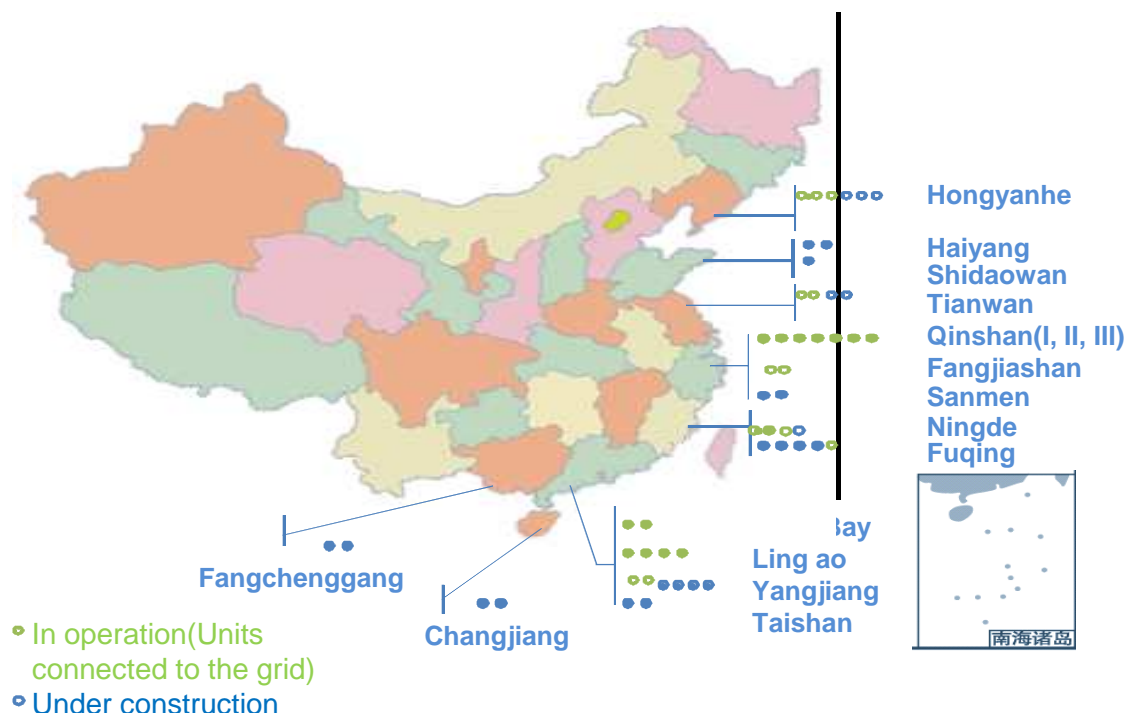 Hongyanhe
Haiyang
Shidaowan
Tianwan
Qinshan(I, II, III)
Fangjiashan
Sanmen
Ningde
Fuqing
Bay
Ling ao
Yangjiang
Taishan
Fangchenggang
Changjiang
南海诸岛
In operation(Units
connected to the grid)
Under construction